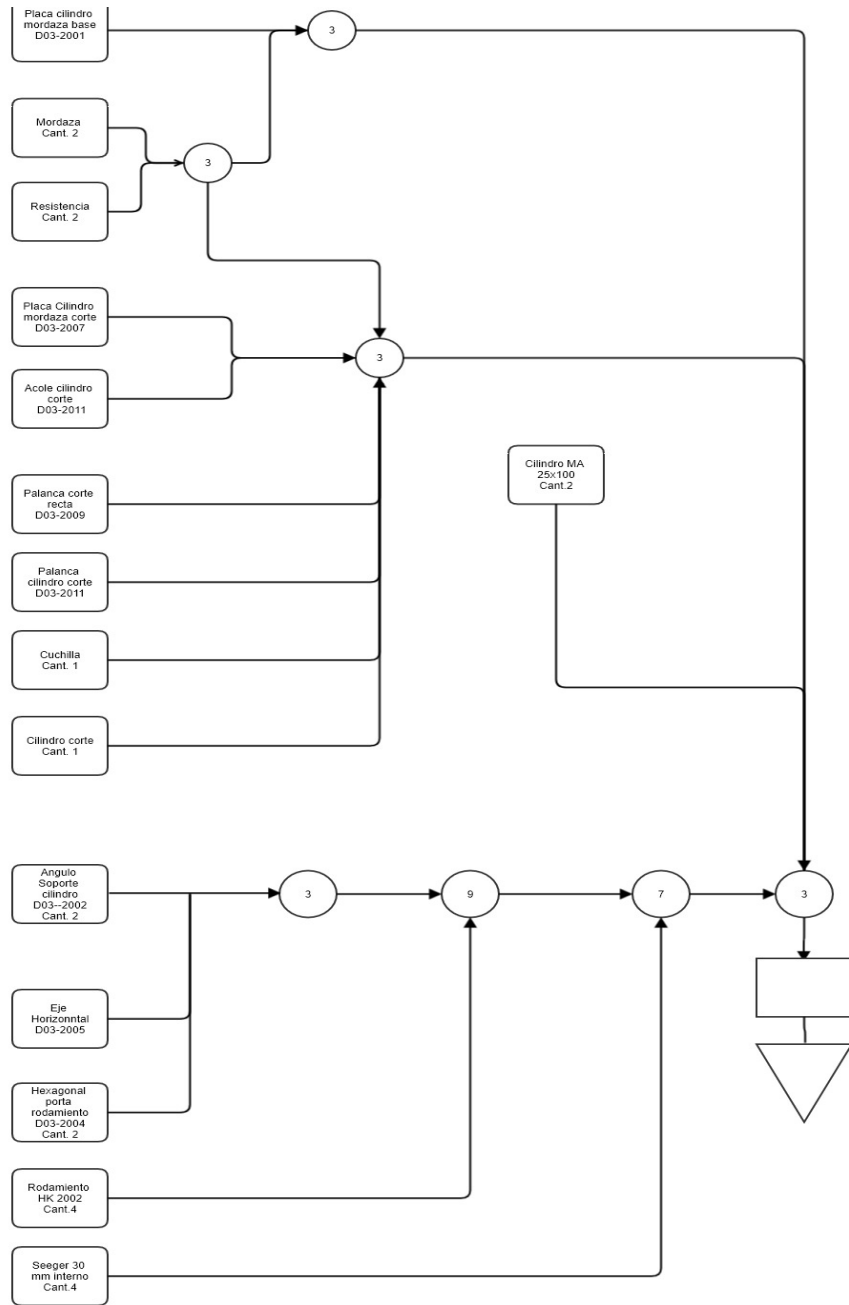 Placa cilindro
mordaza base
D03-2001
3
Mordaza
Cant. 2
3
Resistencia
Cant. 2
Placa Cilindro
mordaza corte
D03-2007
3
Acole cilindro
corte
D03-2011
Cilindro MA
25x100
Cant.2
Palanca corte
recta
D03-2009
Palanca
cilindro corte
D03-2011
Cuchilla
Cant. 1
Cilindro corte
Cant. 1
Angulo
Soporte
cilindro
D03--2002
Cant. 2
3
9
7
3
Eje
Horizonntal
D03-2005
Hexagonal
porta
rodamiento
D03-2004
Cant. 2
Rodamiento
HK 2002
Cant.4
Seeger 30
mm interno
Cant.4